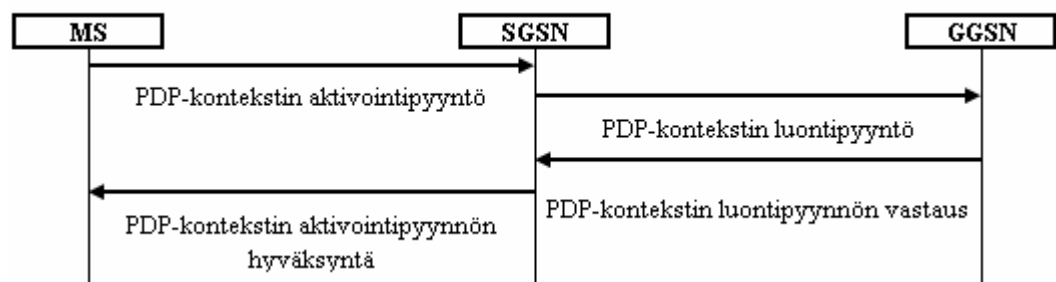 MS
SGSN
GGSN
PDP-kontekstin aktivointipyyntö
PDP-kontekstin luontipyyntö
PDP-kontekstin luontipyynnön vastaus
PDP-kontekstin aktivointipyynnön
hyväksyntä